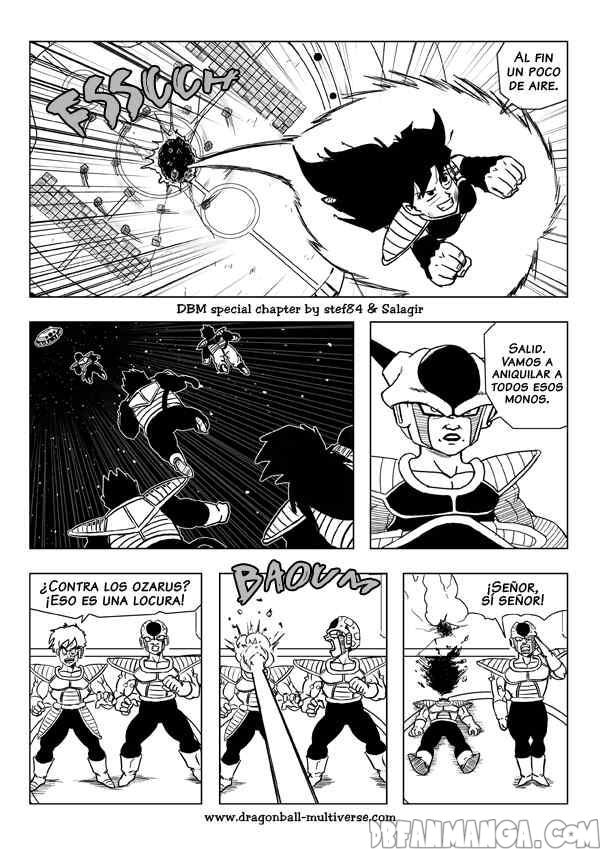 FSSCCH
AL FIN
UN POCO
DE AIRE.
DBM special chapter by stef84 & Salagir
SALID.
VAMOS A
ANIQUILAR A
TODOS ESOS
MONOS.
¿CONTRA LOS OZARUS?
¡ESO ES UNA LOCURA!
BAOUM
¡SEÑOR,
SÍ SEÑOR!
www.dragonball-multiverse.com
DBFANMANGA.COM